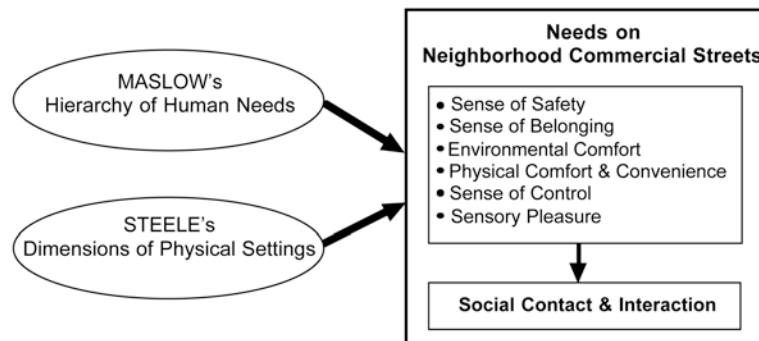 MASLOW's
Hierarchy of Human Needs
STEELE's
Dimensions of Physical Settings
Needs on
Neighborhood Commercial Streets
• Sense of Safety
• Sense of Belonging
• Environmental Comfort
• Physical Comfort & Convenience
• Sense of Control
• Sensory Pleasure
Social Contact & Interaction